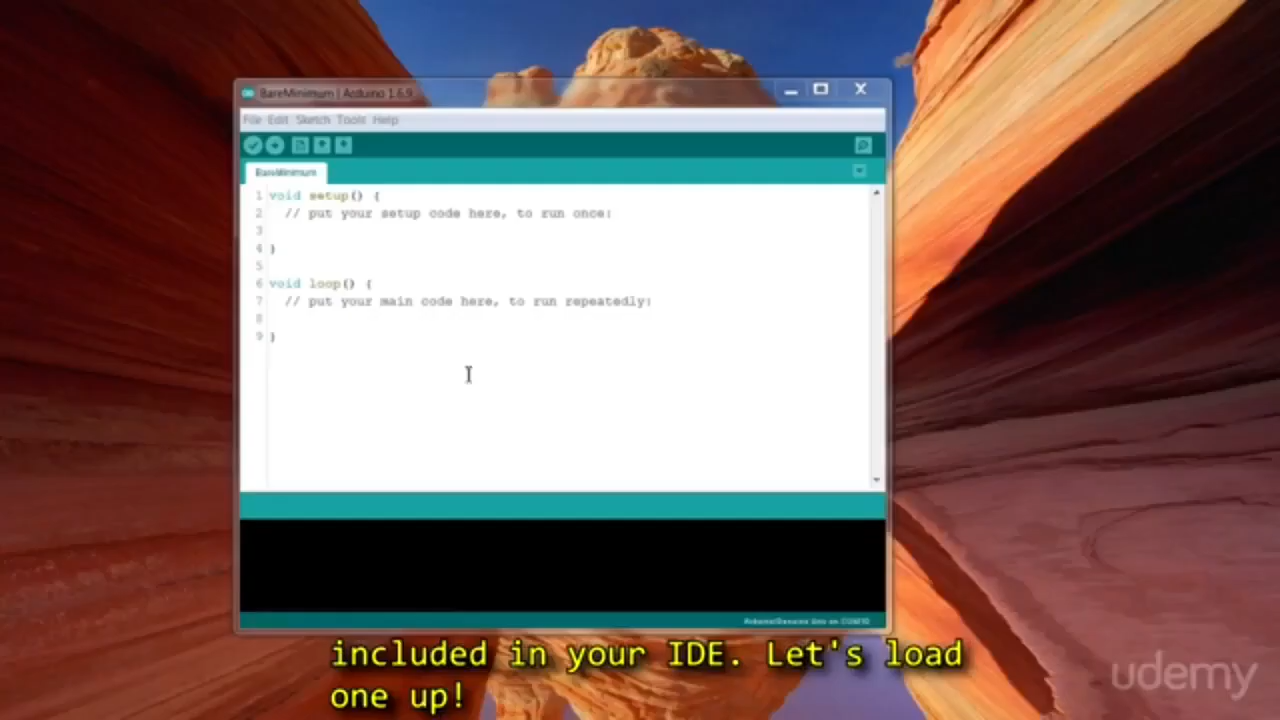 BareMinimum | Arduino 1.6.9
File Edit Sketch Tools Help
BareMinimum
1 void setup() {
2 // put your setup code here, to run once:
3
4 }
5
6 void loop() {
7 // put your main code here, to run repeatedly:
8
9 }
included in your IDE. Let's load
one up!
udemy